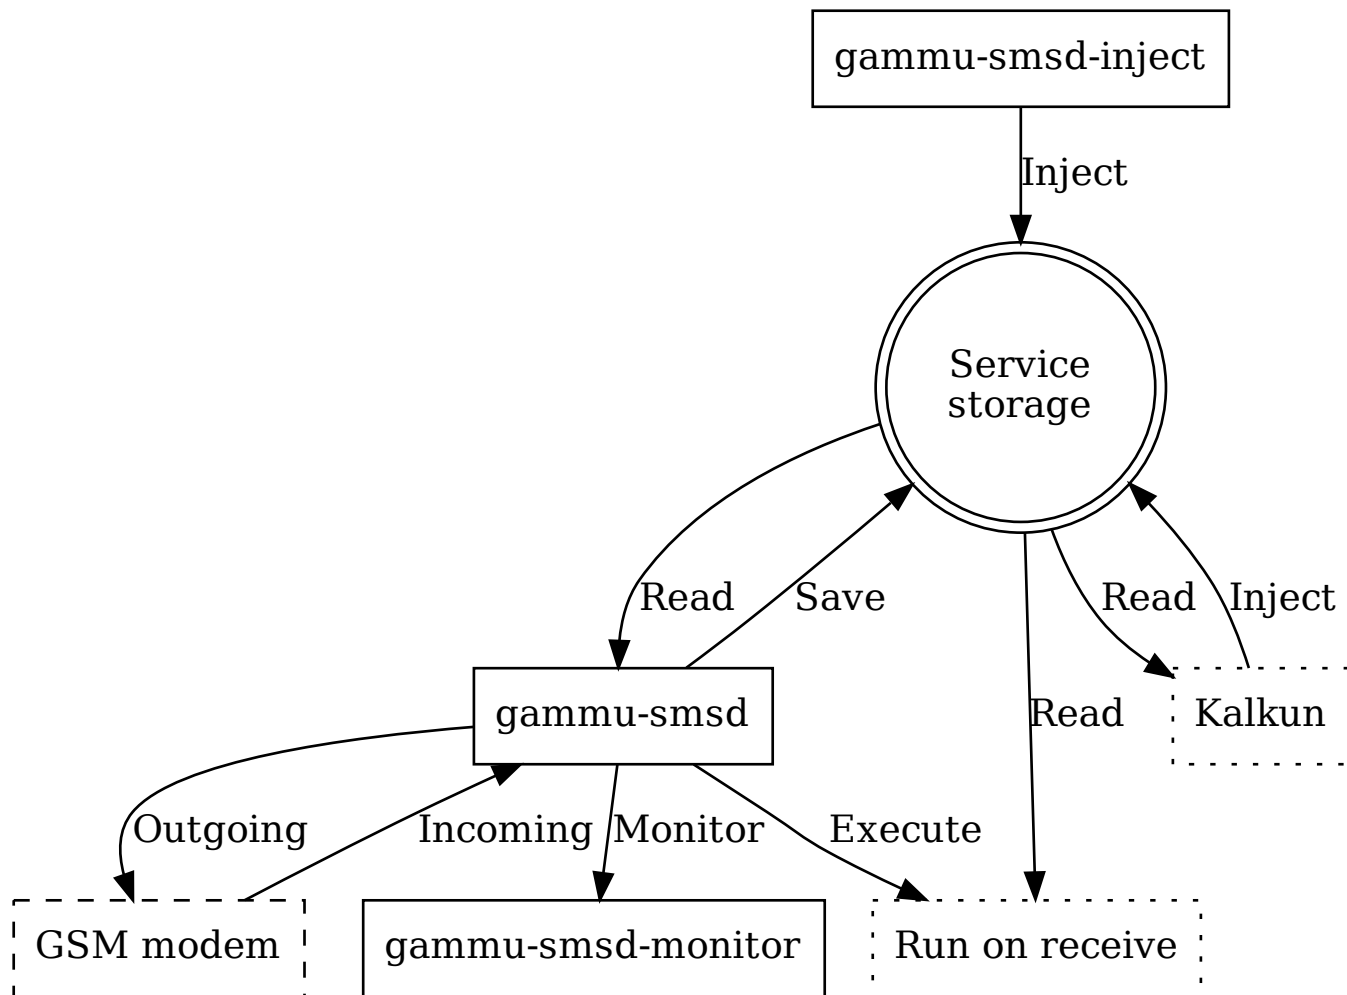 gammu-smsd-inject
Inject
Service
storage
Read
Save
Read
Inject
gammu-smsd
Read
Kalkun
Outgoing
Incoming
Monitor
Execute
GSM modem
gammu-smsd-monitor
Run on receive